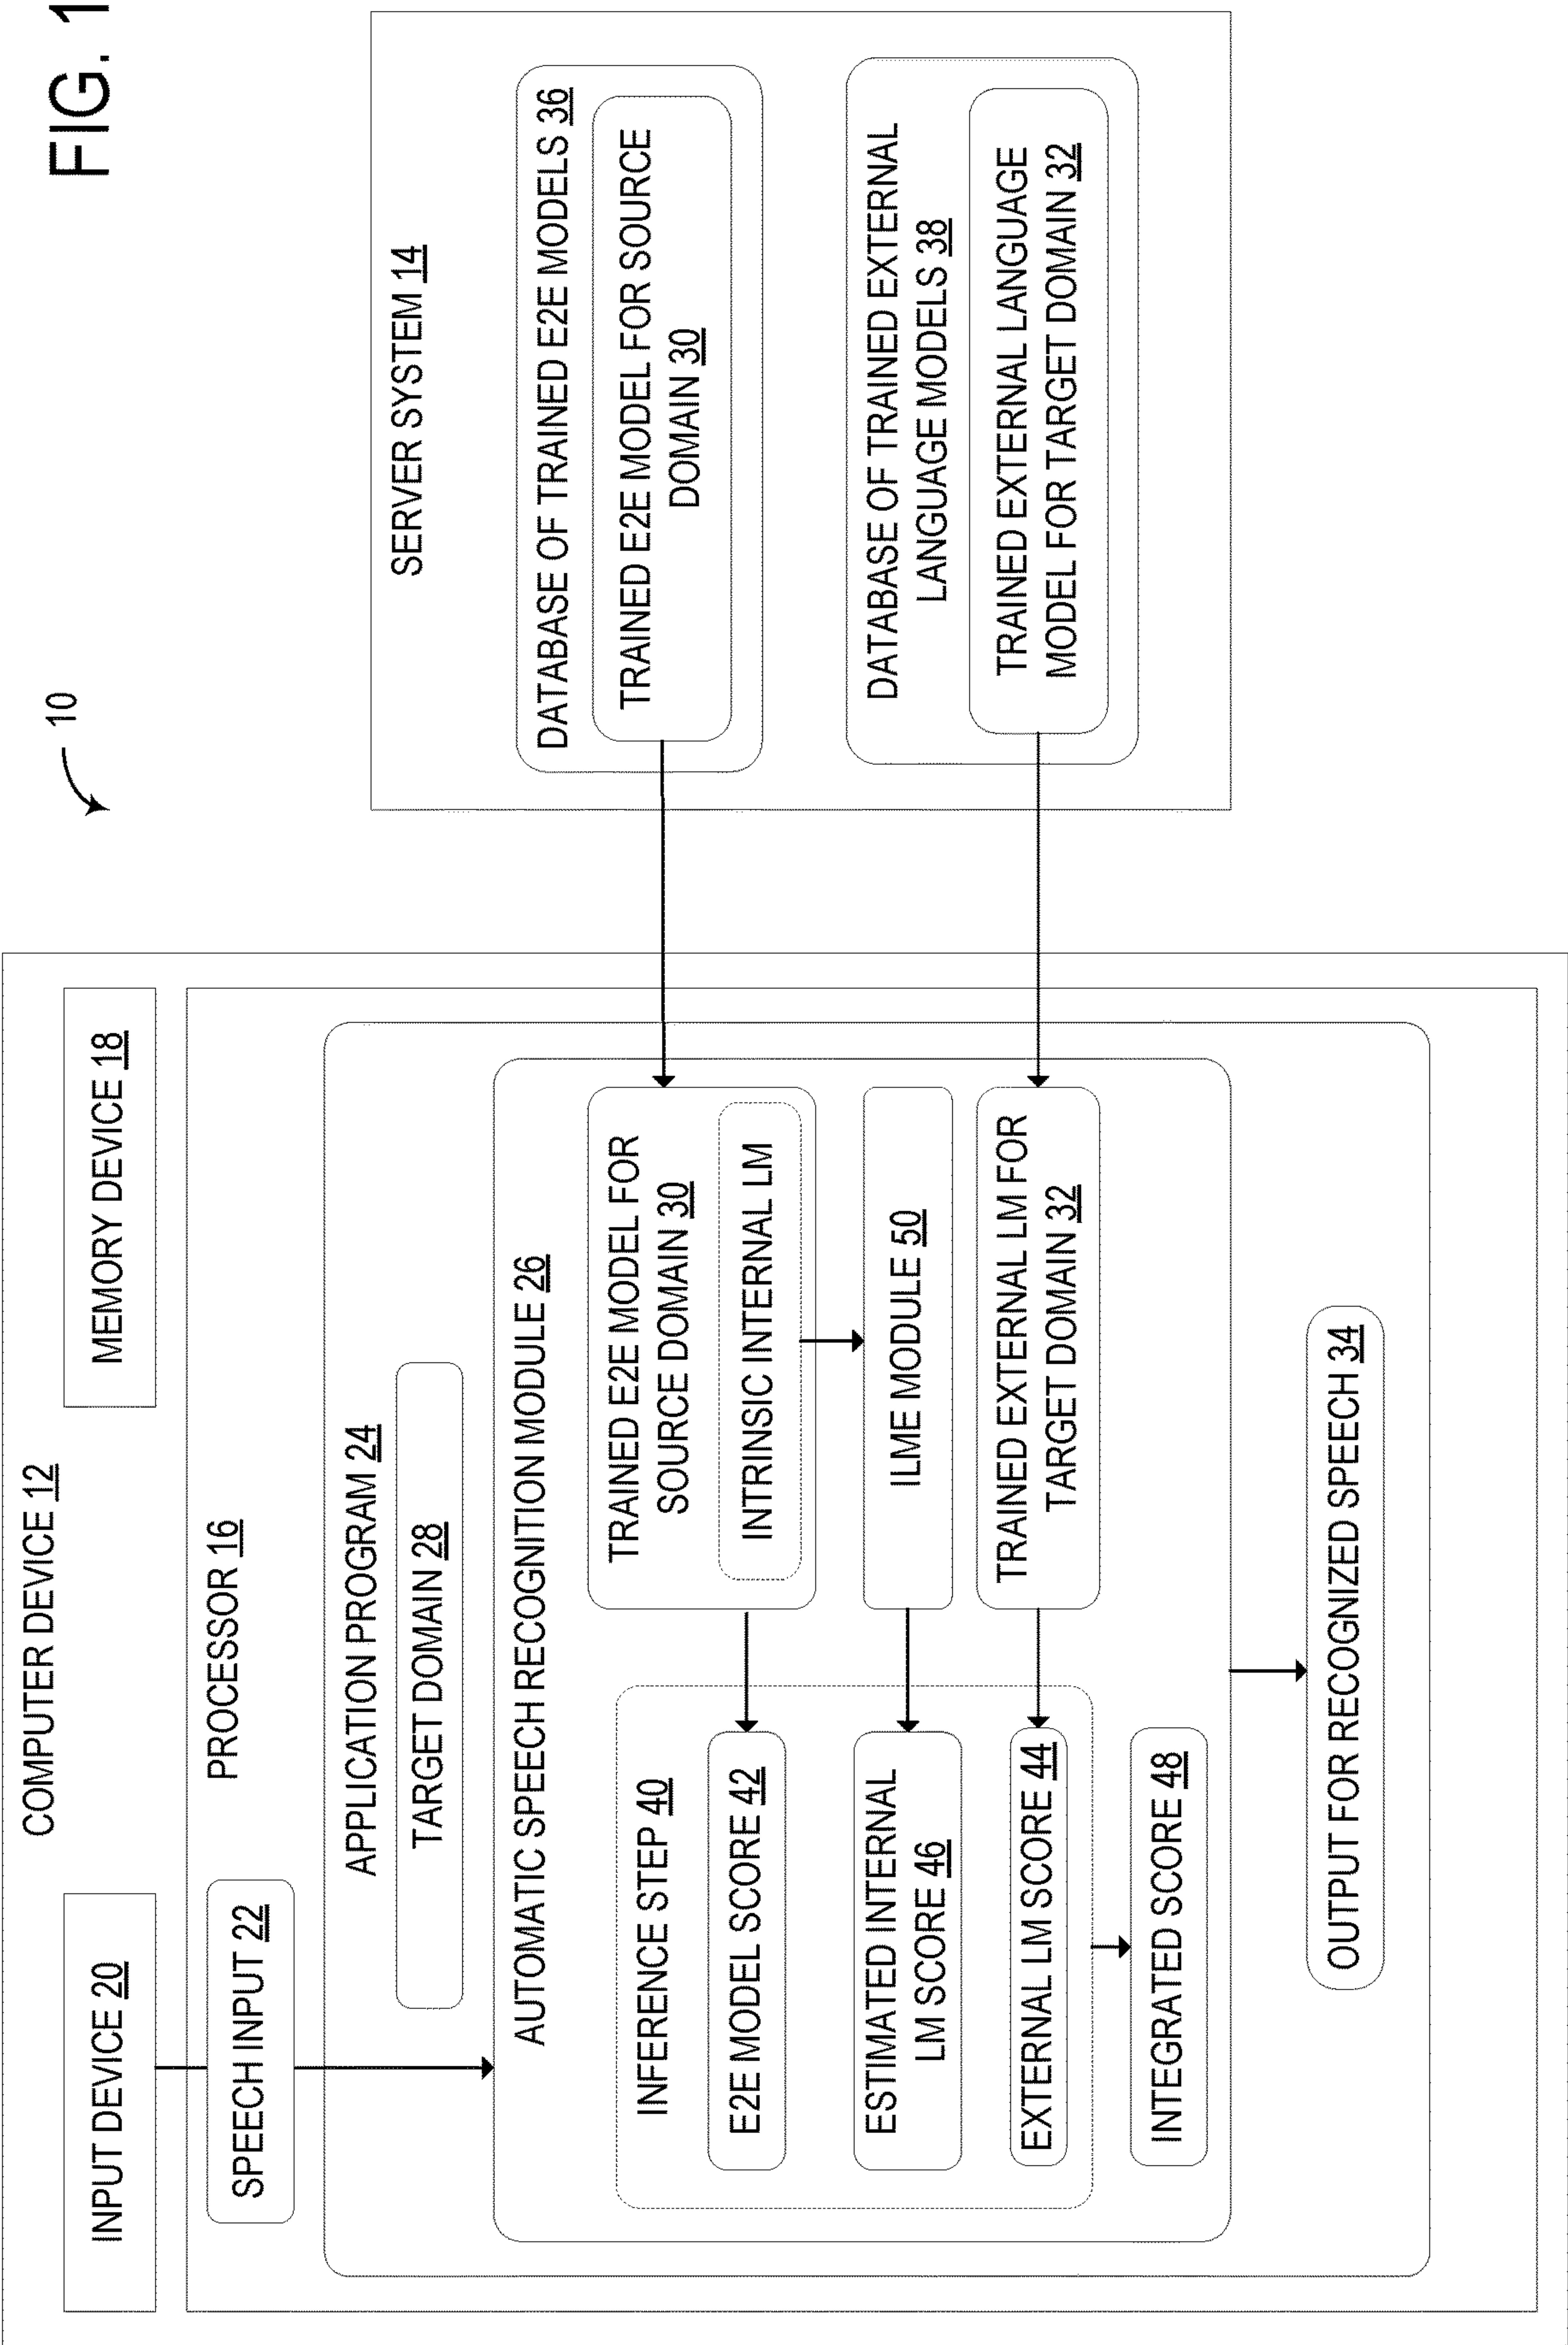 FIG. 1
10
COMPUTER DEVICE 12
INPUT DEVICE 20
MEMORY DEVICE 18
PROCESSOR 16
SPEECH INPUT 22
APPLICATION PROGRAM 24
TARGET DOMAIN 28
AUTOMATIC SPEECH RECOGNITION MODULE 26
INFERENCE STEP 40
E2E MODEL SCORE 42
ESTIMATED INTERNAL
LM SCORE 46
EXTERNAL LM SCORE 44
INTEGRATED SCORE 48
TRAINED E2E MODEL FOR
SOURCE DOMAIN 30
INTRINSIC INTERNAL LM
ILME MODULE 50
TRAINED EXTERNAL LM FOR
TARGET DOMAIN 32
OUTPUT FOR RECOGNIZED SPEECH 34
SERVER SYSTEM 14
DATABASE OF TRAINED E2E MODELS 36
TRAINED E2E MODEL FOR SOURCE
DOMAIN 30
DATABASE OF TRAINED EXTERNAL
LANGUAGE MODELS 38
TRAINED EXTERNAL LANGUAGE
MODEL FOR TARGET DOMAIN 32